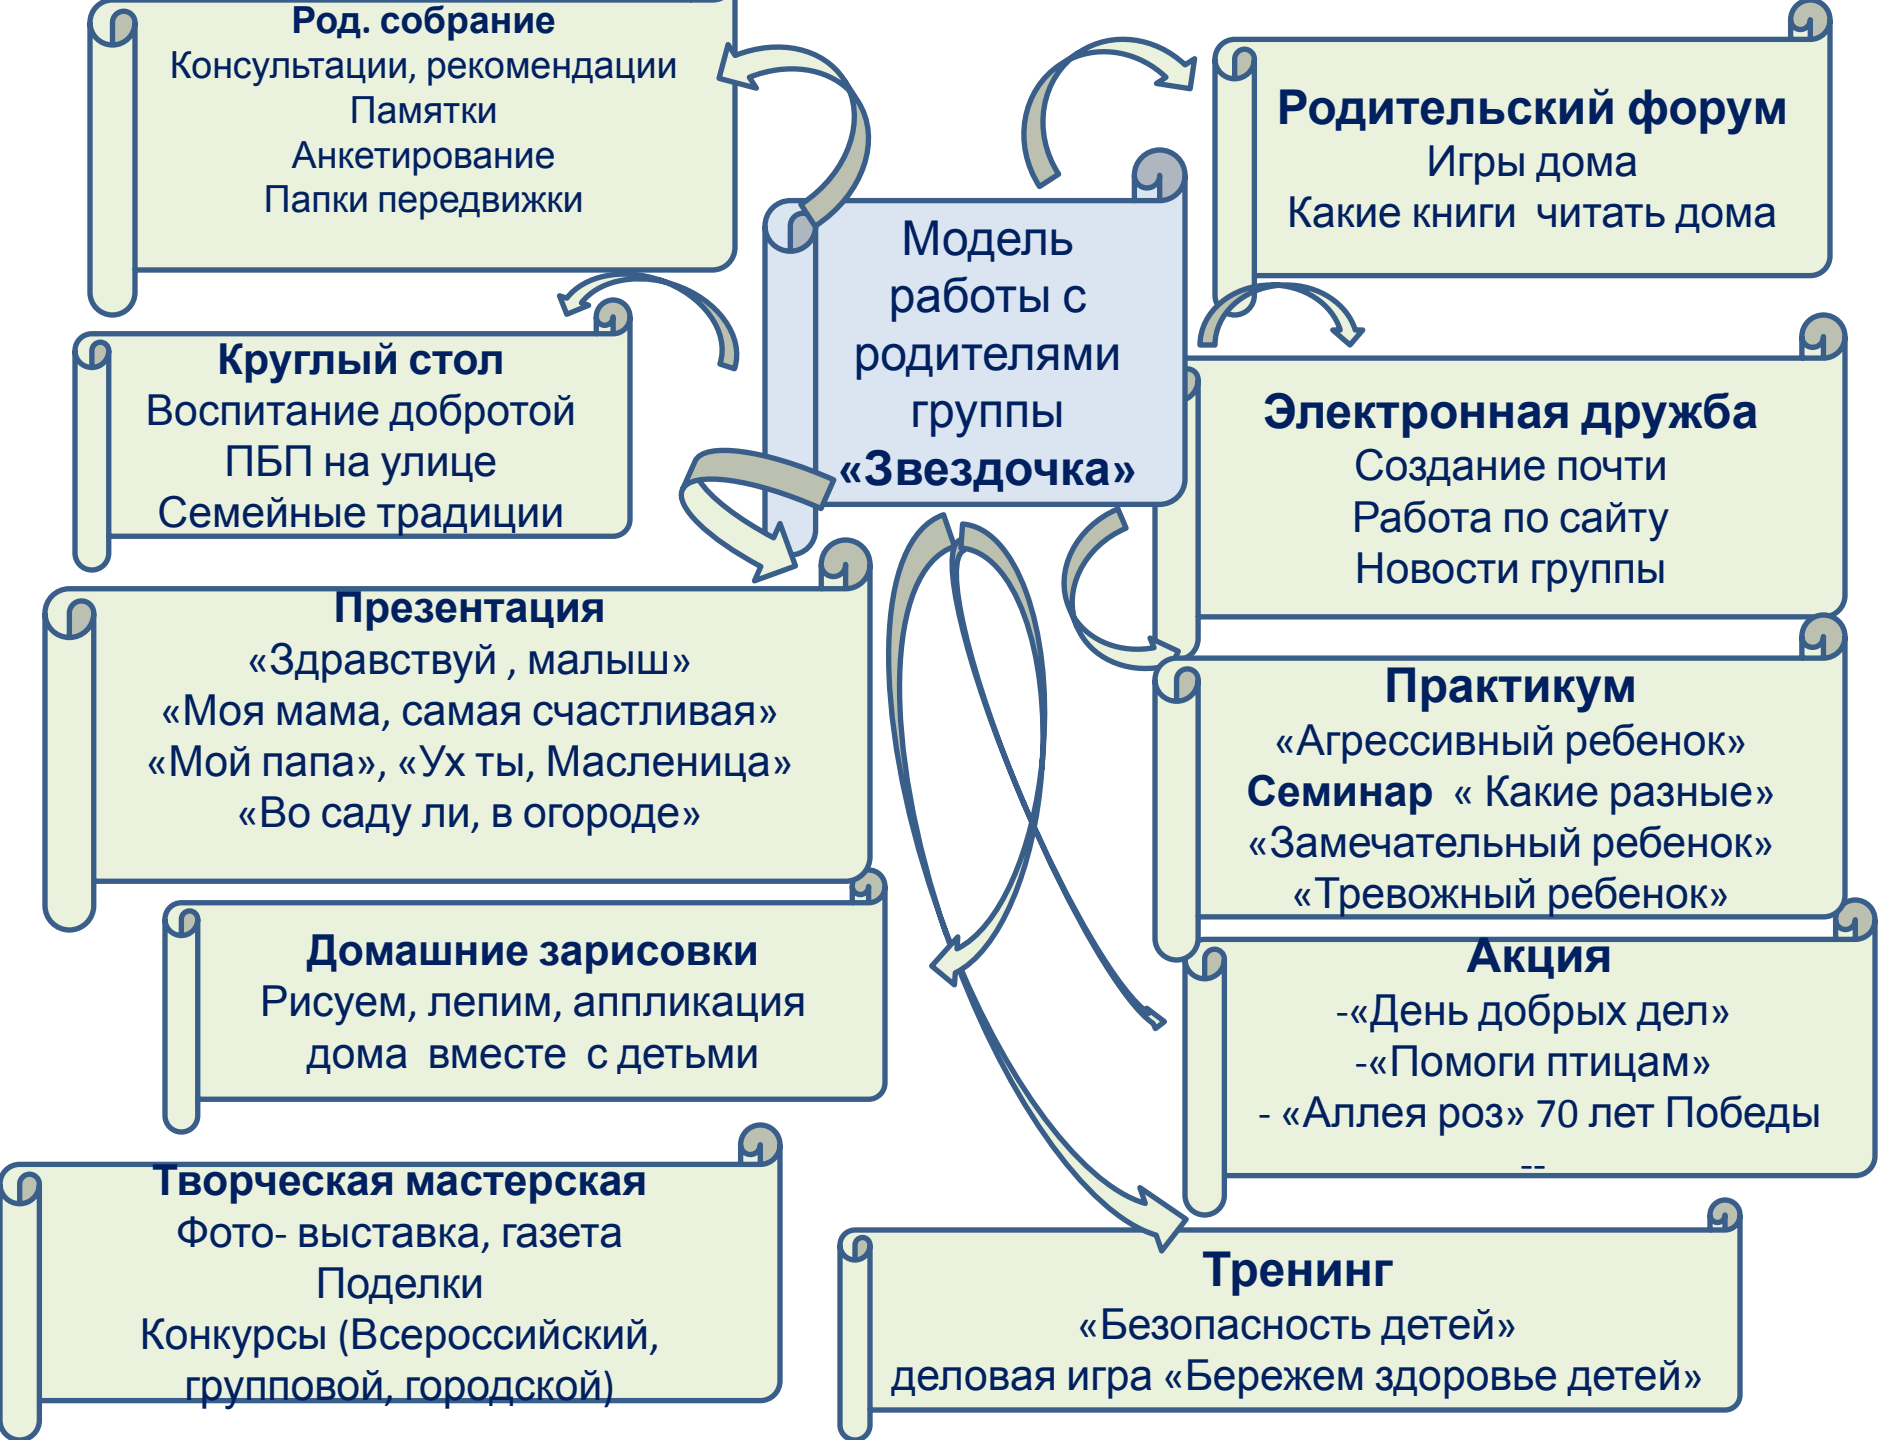 Род. собрание
Консультации, рекомендации
Памятки
Анкетирование
Папки передвижки
Родительский форум
Игры дома
Какие книги читать дома
Модель
работы с
родителями
группы
«Звездочка»
Круглый стол
Воспитание добротой
ПБП на улице
Семейные традиции
Электронная дружба
Создание почти
Работа по сайту
Новости группы
Презентация
«Здравствуй , малыш»
«Моя мама, самая счастливая»
«Мой папа», «Ух ты, Масленица»
«Во саду ли, в огороде»
Практикум
«Агрессивный ребенок»
Семинар « Какие разные»
«Замечательный ребенок»
«Тревожный ребенок»
Домашние зарисовки
Рисуем, лепим, аппликация
дома вместе с детьми
Акция
-«День добрых дел»
-«Помоги птицам»
- «Аллея роз» 70 лет Победы
--
Творческая мастерская
Фото- выставка, газета
Поделки
Конкурсы (Всероссийский,
групповой, городской)
Тренинг
«Безопасность детей»
деловая игра «Бережем здоровье детей»